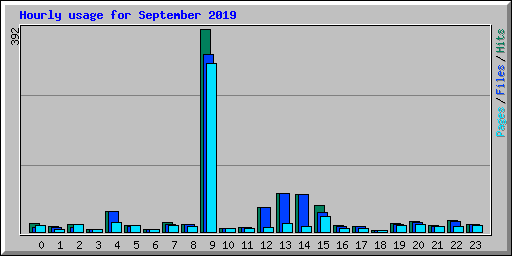 Hourly usage for September 2019
392
Pages/Files/Hits
0 1 2 3 4 5 6 7 8 9 10 11 12 13 14 15 16 17 18 19 20 21 22 23